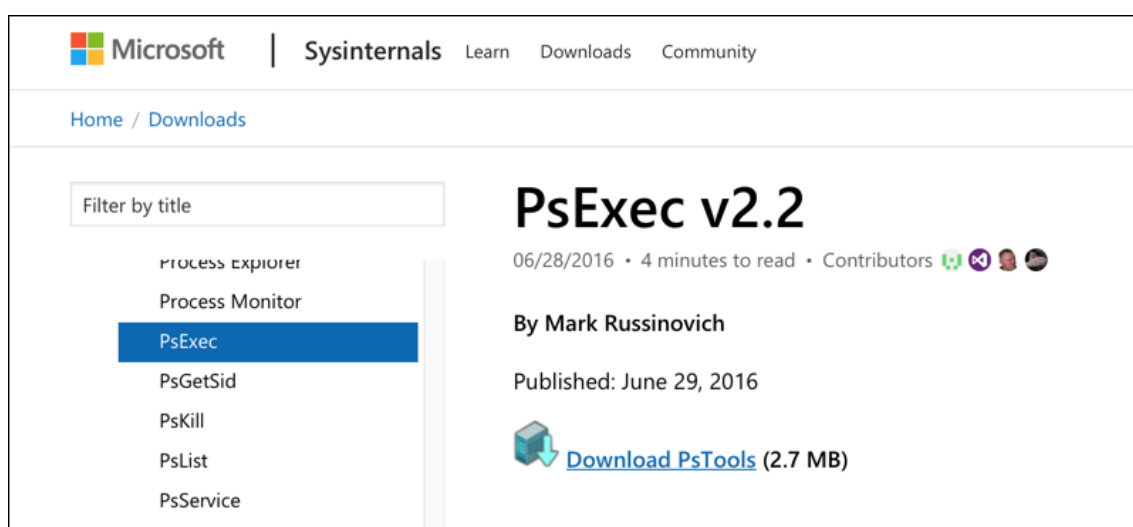 Microsoft | Sysinternals Learn Downloads Community
Home / Downloads
Filter by title
Process Explorer
Process Monitor
PsExec
PsGetSid
PsKill
PsList
PsService
PsExec v2.2
06/28/2016 • 4 minutes to read • Contributors
By Mark Russinovich
Published: June 29, 2016
Download PsTools (2.7 MB)